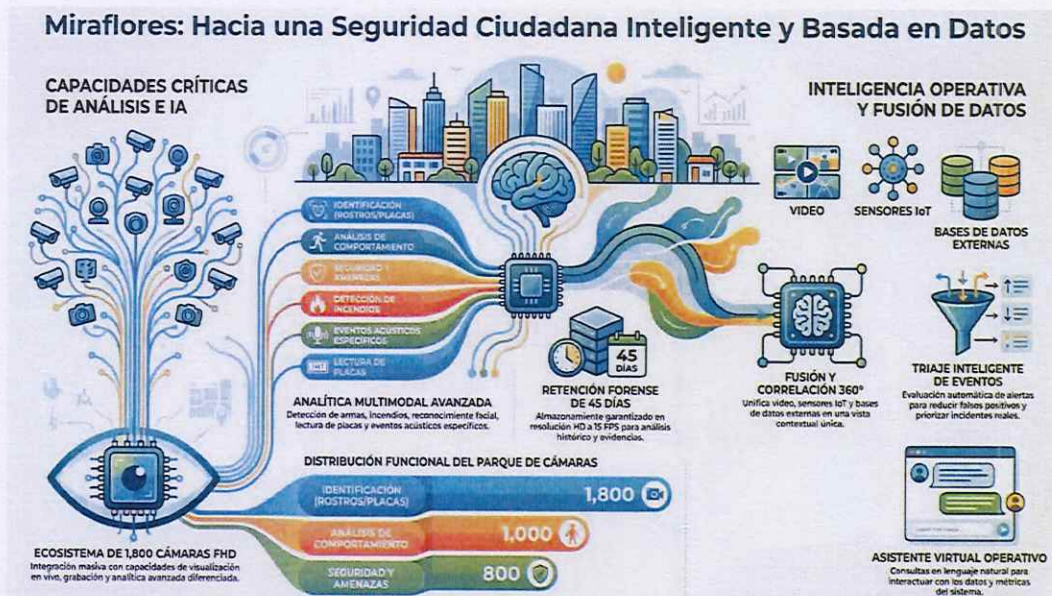 Miraflores: Hacia una Seguridad Ciudadana Inteligente y Basada en Datos
CAPACIDADES CRÍTICAS
DE ANÁLISIS E IA
IDENTIFICACIÓN
(ROSTROS/PLACAS)
ANÁLISIS DE
COMPORTAMIENTO
SEGURIDAD Y
AMENAZAS
DETECCIÓN DE
INCENDIOS
EVENTOS ACÚSTICOS
ESPECÍFICOS
LECTURA DE
PLACAS
ANALÍTICA MULTIMODAL AVANZADA
Detección de armas, incendios, reconocimiento facial,
lectura de placas y eventos acústicos específicos.
45
DÍAS
RETENCIÓN FORENSE
DE 45 DÍAS
Almazonamiento garantizado en
resolución HD a 15 FPS para análisis
histórico y evidencias.
INTELIGENCIA OPERATIVA
Y FUSIÓN DE DATOS
VIDEO
SENSORES IoT
BASES DE DATOS
EXTERNAS
FUSIÓN Y
CORRELACIÓN 360°
Unifica video, sensores IoT y bases
de datos externas en una vista
contextual única.
TRIAJE INTELIGENTE
DE EVENTOS
Evaluación automática de alertas
para reducir falsos positivos y
priorizar incidentes reales.
DISTRIBUCIÓN FUNCIONAL DEL PARQUE DE CÁMARAS
IDENTIFICACIÓN
(ROSTROS/PLACAS)
1,800
ANÁLISIS DE
COMPORTAMIENTO
1,000
SEGURIDAD Y
AMENAZAS
800
ECOSISTEMA DE 1,800 CÁMARAS FHD
Integración masiva con capacidades de visualización
en vivo, grabación y analítica avanzada diferenciada.
ASISTENTE VIRTUAL OPERATIVO
Consultas en lenguaje natural para
interactuar con los datos y métricas
del sistema.